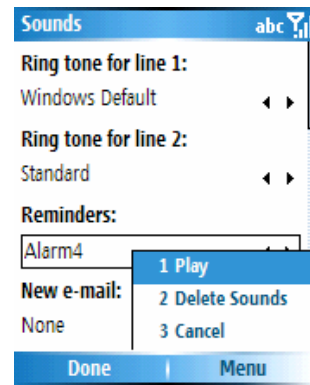 Sounds abc
Ring tone for line 1:
Windows Default
Ring tone for line 2:
Standard
Reminders:
Alarm4
1 Play
New e-mail:
2 Delete Sounds
None
3 Cancel
Done Menu